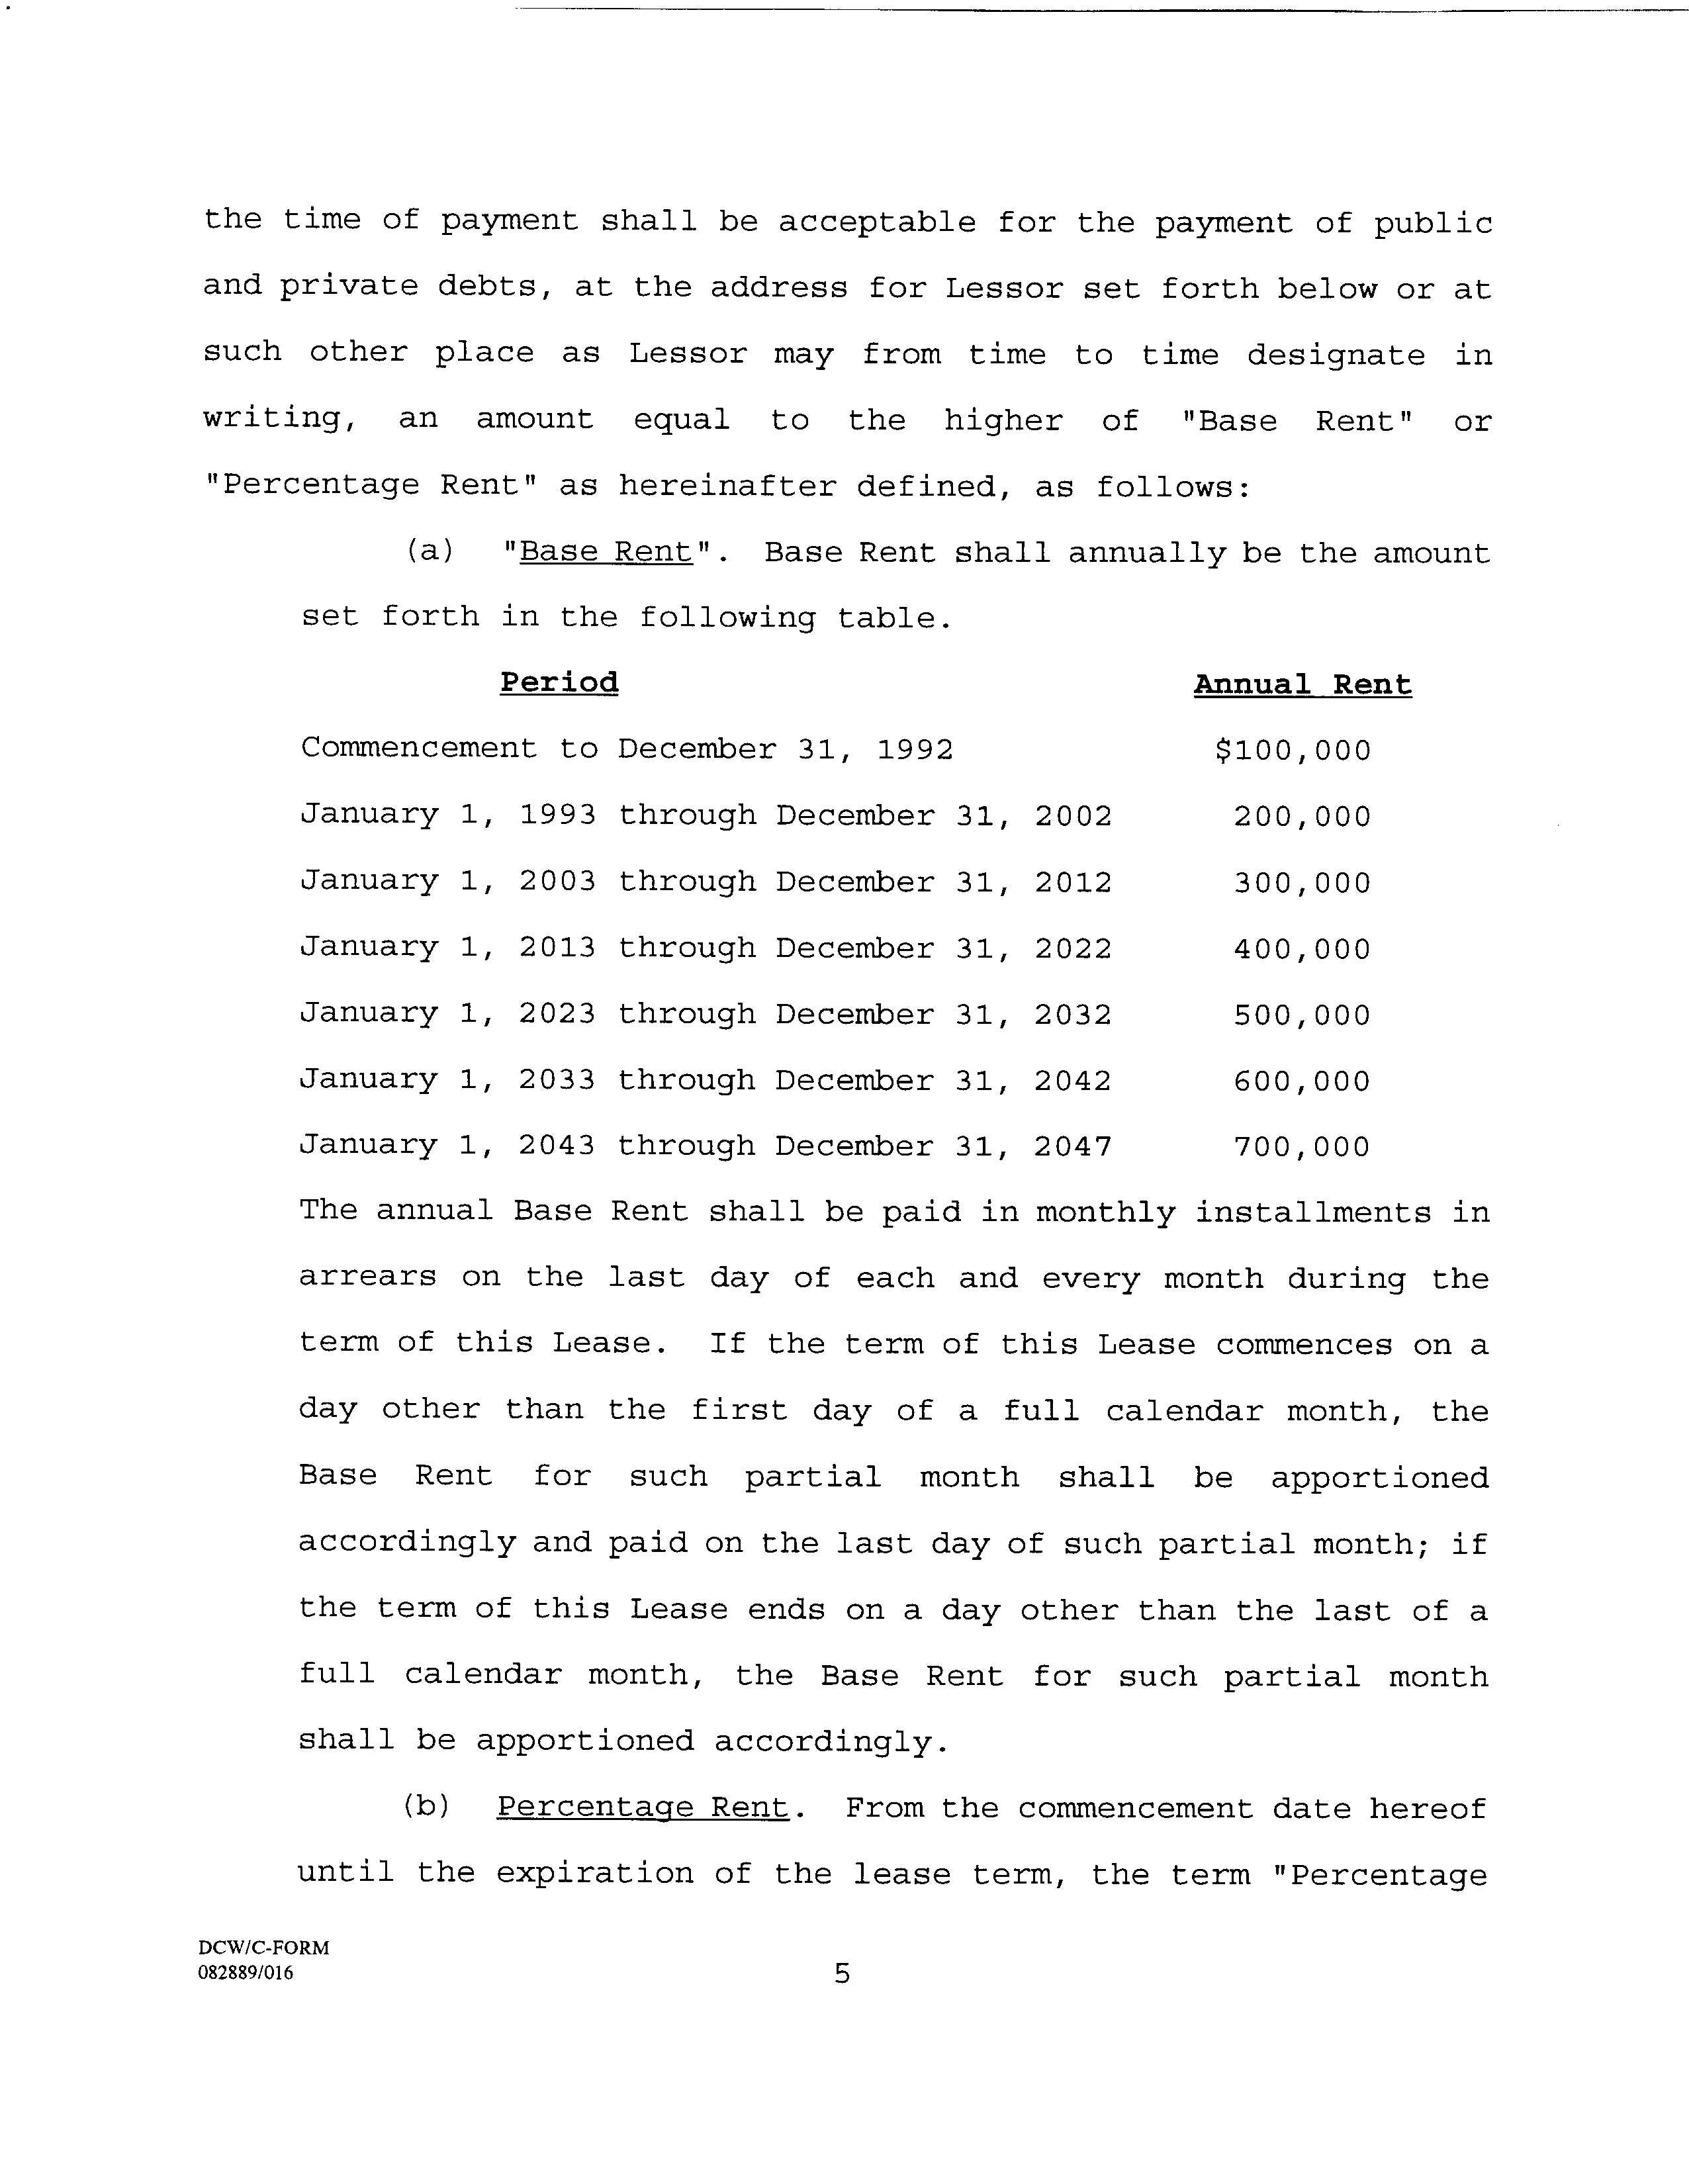 the time of payment shall be acceptable for the payment of public
and private debts, at the address for Lessor set forth below or at
such other place as Lessor may from time to time designate in
writing, an amount equal to the higher of "Base Rent" or
"Percentage Rent" as hereinafter defined, as follows:
(a) "Base Rent". Base Rent shall annually be the amount
set forth in the following table.
Period Annual Rent
Commencement to December 31, 1992 $100,000
January 1, 1993 through December 31, 2002 200,000
January 1, 2003 through December 31, 2012 300,000
January 1, 2013 through December 31, 2022 400,000
January 1, 2023 through December 31, 2032 500,000
January 1, 2033 through December 31, 2042 600,000
January 1, 2043 through December 31, 2047 700,000
The annual Base Rent shall be paid in monthly installments in
arrears on the last day of each and every month during the
term of this Lease. If the term of this Lease commences on a
day other than the first day of a full calendar month, the
Base Rent for such partial month shall be apportioned
accordingly and paid on the last day of such partial month; if
the term of this Lease ends on a day other than the last of a
full calendar month, the Base Rent for such partial month
shall be apportioned accordingly.
(b) Percentage Rent. From the commencement date hereof
until the expiration of the lease term, the term "Percentage
DCW/C-FORM
082889/016
5